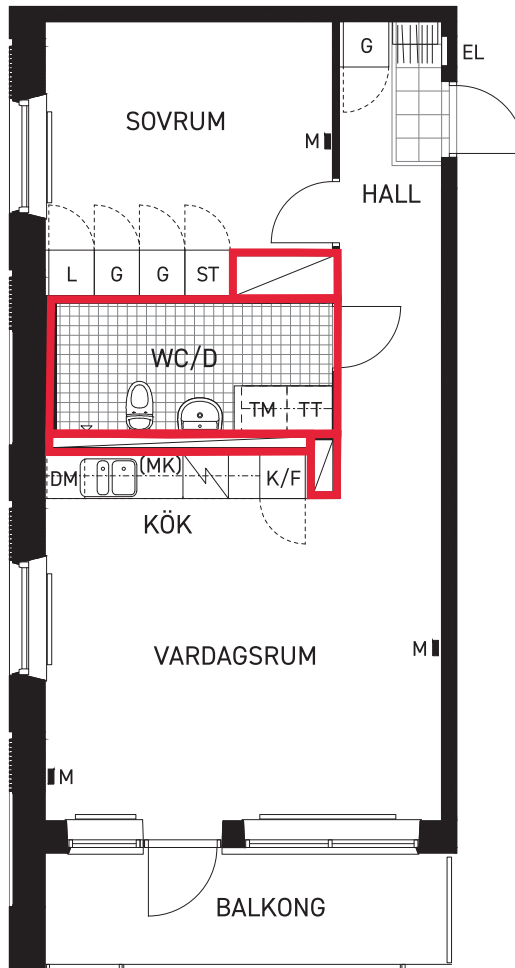 G
EL
SOVRUM
M
HALL
L G G ST
WC/D
TM TT
DM (MK) K/F
KÖK
VARDAGSRUM
M
M
BALKONG